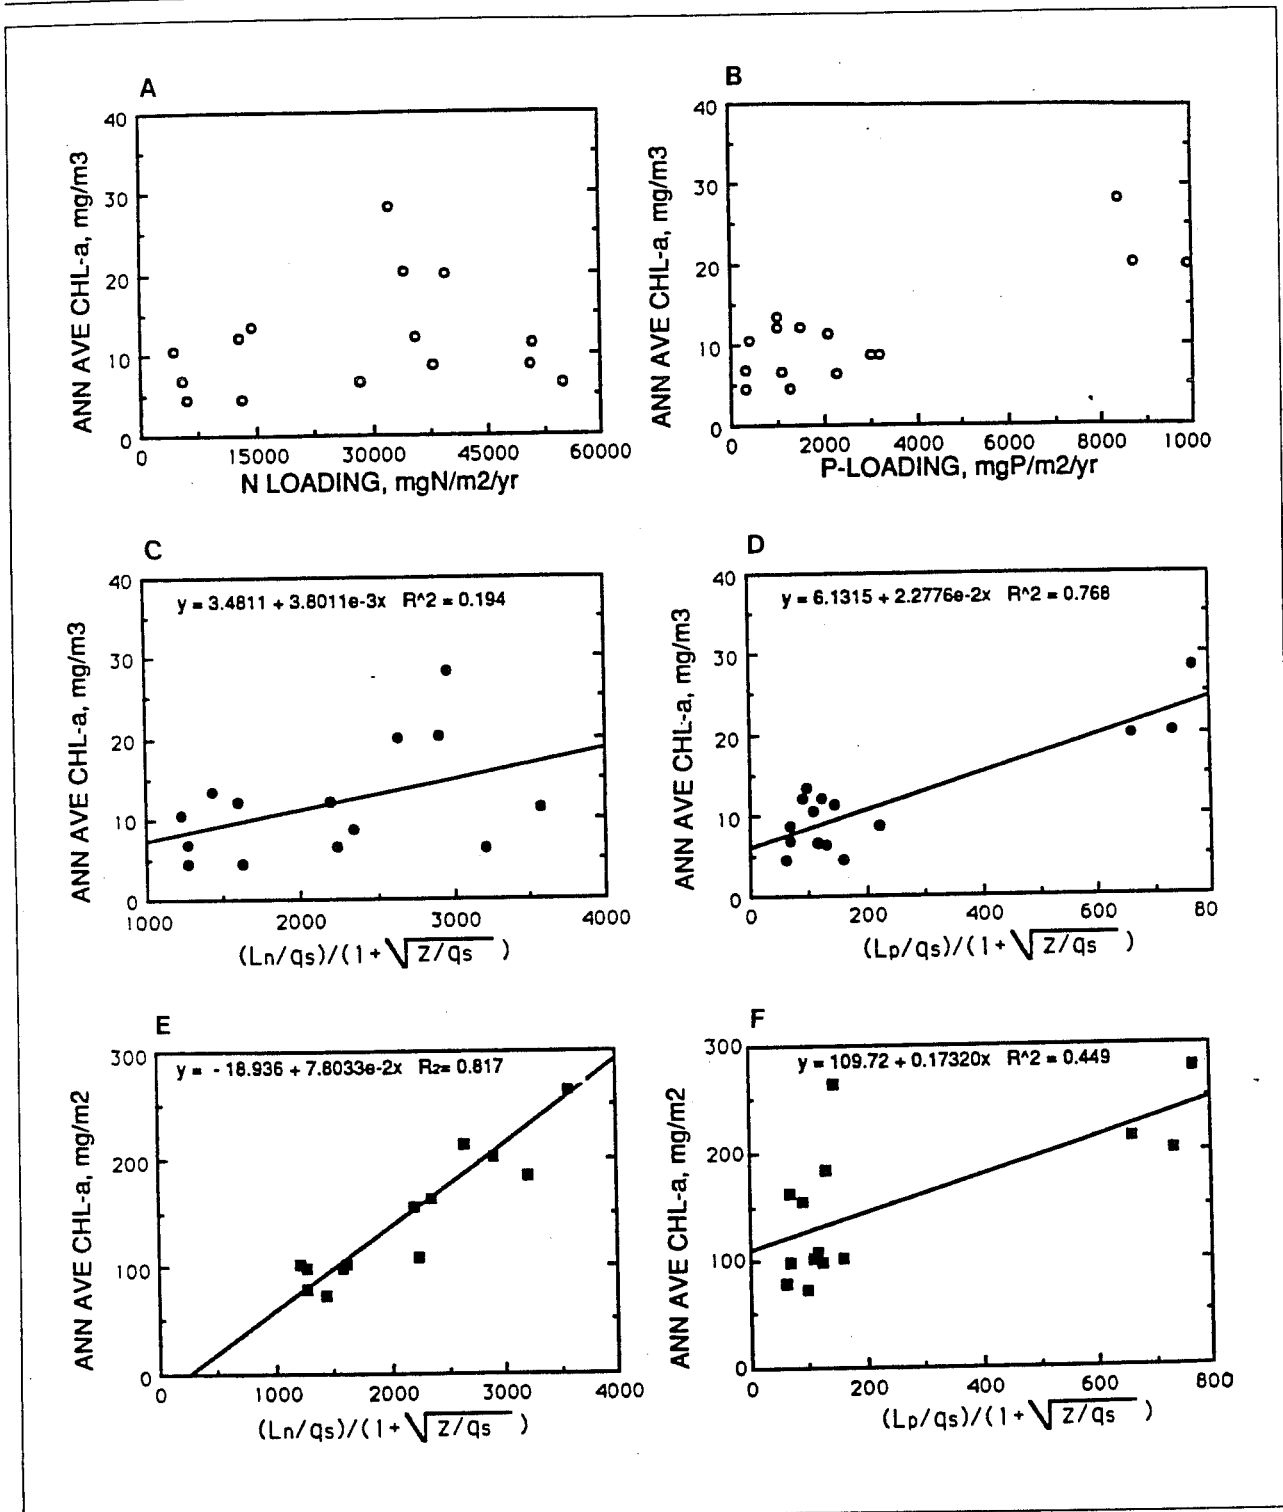 A
ANN AVE CHL-a, mg/m3
40
30
20
10
0
0 15000 30000 45000 60000
N LOADING, mgN/m2/yr
B
ANN AVE CHL-a, mg/m3
40
30
20
10
0
0 2000 4000 6000 8000 1000
P-LOADING, mgP/m2/yr
C
ANN AVE CHL-a, mg/m3
y = 3.4811 + 3.8011e-3x R^2 = 0.194
40
30
20
10
0
1000 2000 3000 4000
(Ln/qs)/(1+√z/qs )
D
ANN AVE CHL-a, mg/m3
y = 6.1315 + 2.2776e-2x R^2 = 0.768
40
30
20
10
0
0 200 400 600 80
(Lp/qs)/(1+√z/qs )
E
ANN AVE CHL-a, mg/m2
y = - 18.936 + 7.8033e-2x R2= 0.817
300
200
100
0
0 1000 2000 3000 4000
(Ln/qs)/(1+√z/qs )
F
ANN AVE CHL-a, mg/m2
y = 109.72 + 0.17320x R^2 = 0.449
300
200
100
0
0 200 400 600 800
(Lp/qs)/(1+√z/qs )